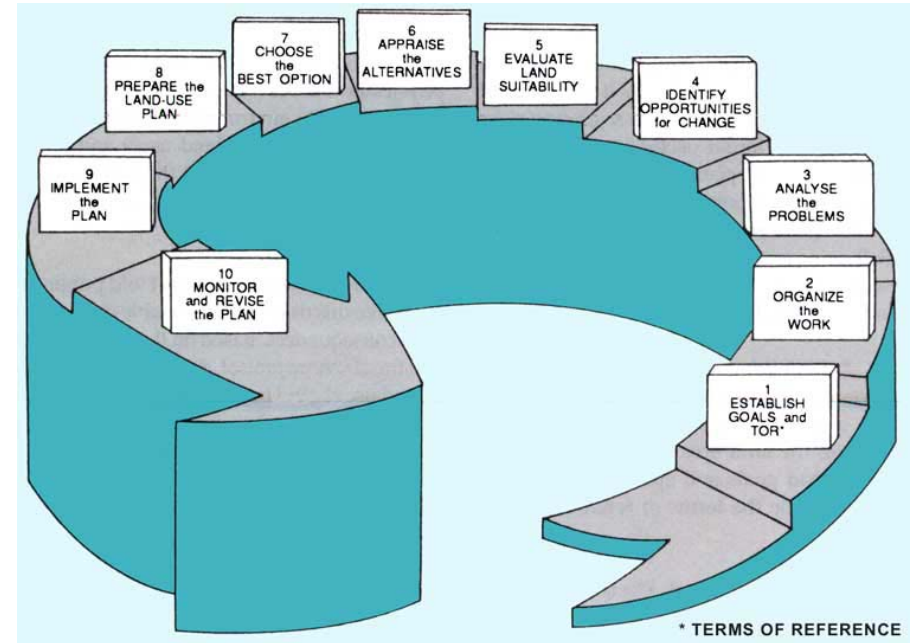 1
ESTABLISH
GOALS and
TOR*
2
ORGANIZE
the
WORK
3
ANALYSE
the
PROBLEMS
4
IDENTIFY
OPPORTUNITIES
for CHANGE
5
EVALUATE
LAND
SUITABILITY
6
APPRAISE
the
ALTERNATIVES
7
CHOOSE
the
BEST OPTION
8
PREPARE the
LAND-USE
PLAN
9
IMPLEMENT
the
PLAN
10
MONITOR
and REVISE
the PLAN
* TERMS OF REFERENCE